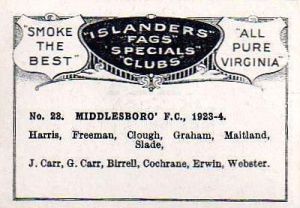 "SMOKE THE BEST"
"ISLANDERS"
"FAGS"
SPECIALS"
"CLUBS"
"ALL PURE VIRGINIA"
No. 28. MIDDLESBORO' F.C., 1923-4.
Harris, Freeman, Clough, Graham, Maitland,
Slade,
J. Carr, G. Carr, Birrell, Cochrane, Erwin, Webster.